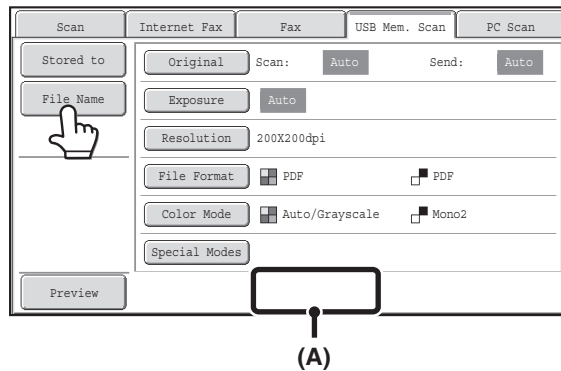 Scan Internet Fax Fax USB Mem. Scan PC Scan
Stored to Original Scan: Auto Send: Auto
File Name Exposure Auto
Resolution 200X200dpi
File Format PDF PDF
Color Mode Auto/Grayscale Mono2
Special Modes
Preview
(A)